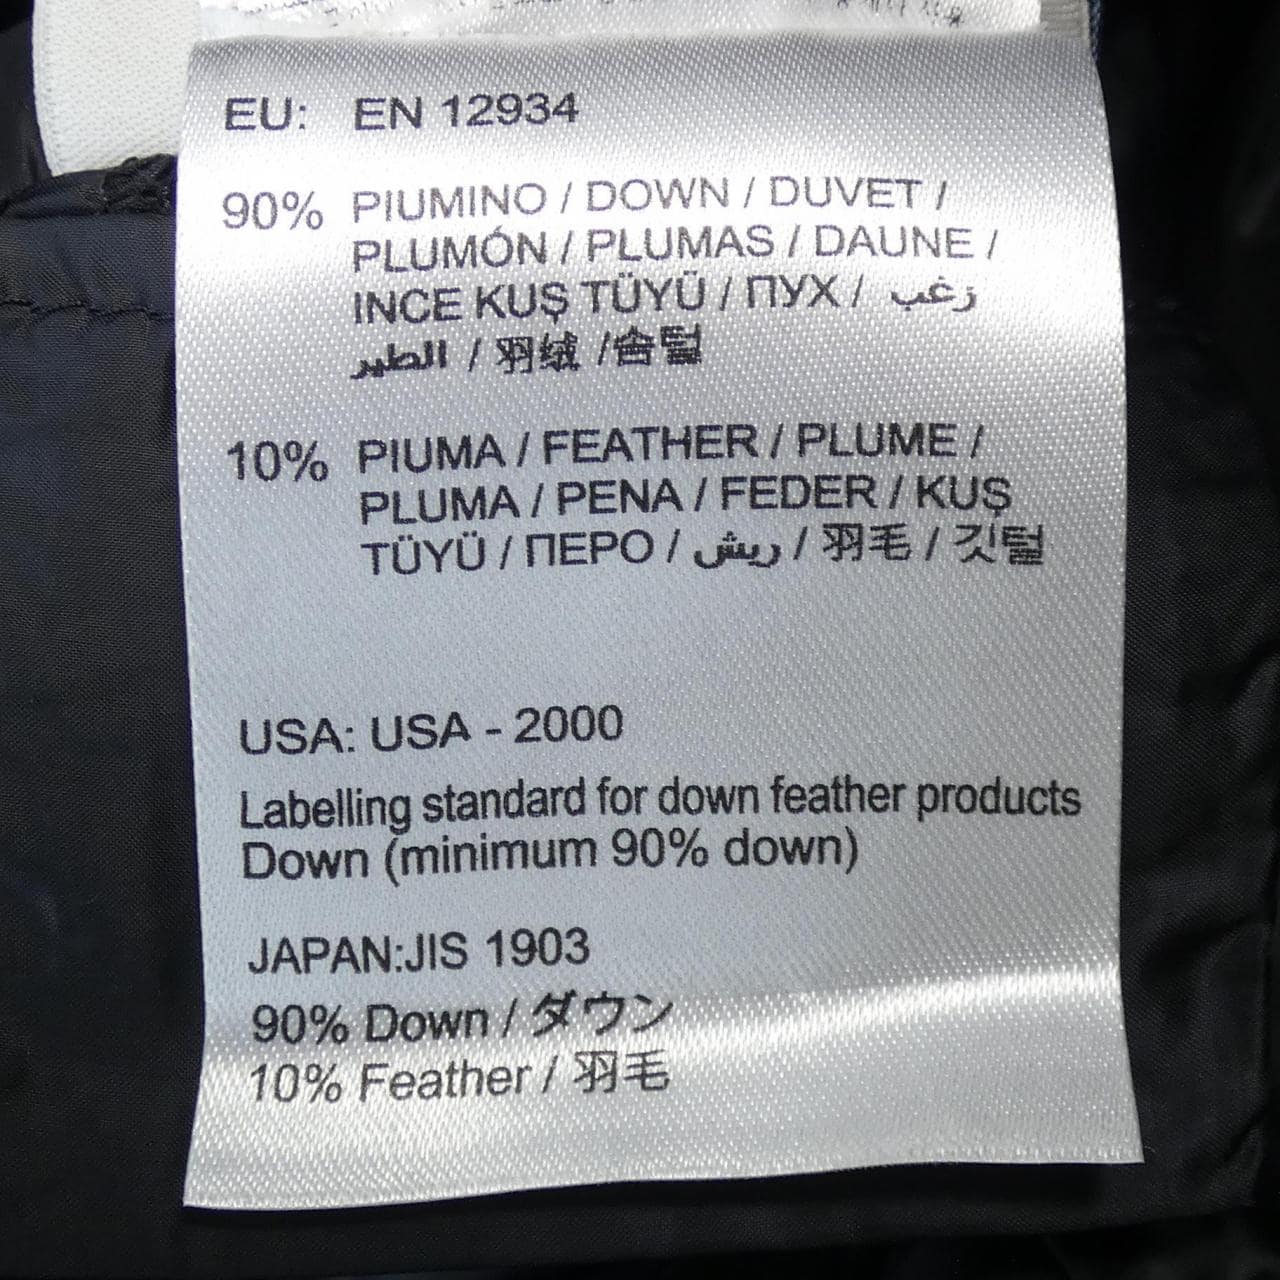 EU: EN 12934
90% PIUMINO / DOWN / DUVET /
PLUMÓN / PLUMAS / DAUNE /
INCE KUŞ TÜYÜ / ПУХ / زغب
الطير / 羽绒 /솜털
10% PIUMA / FEATHER / PLUME /
PLUMA / PENA / FEDER / KUŞ
TÜYÜ / ПЕРО / ريش / 羽毛 / 깃털
USA: USA - 2000
Labelling standard for down feather products
Down (minimum 90% down)
JAPAN:JIS 1903
90% Down / ダウン
10% Feather / 羽毛